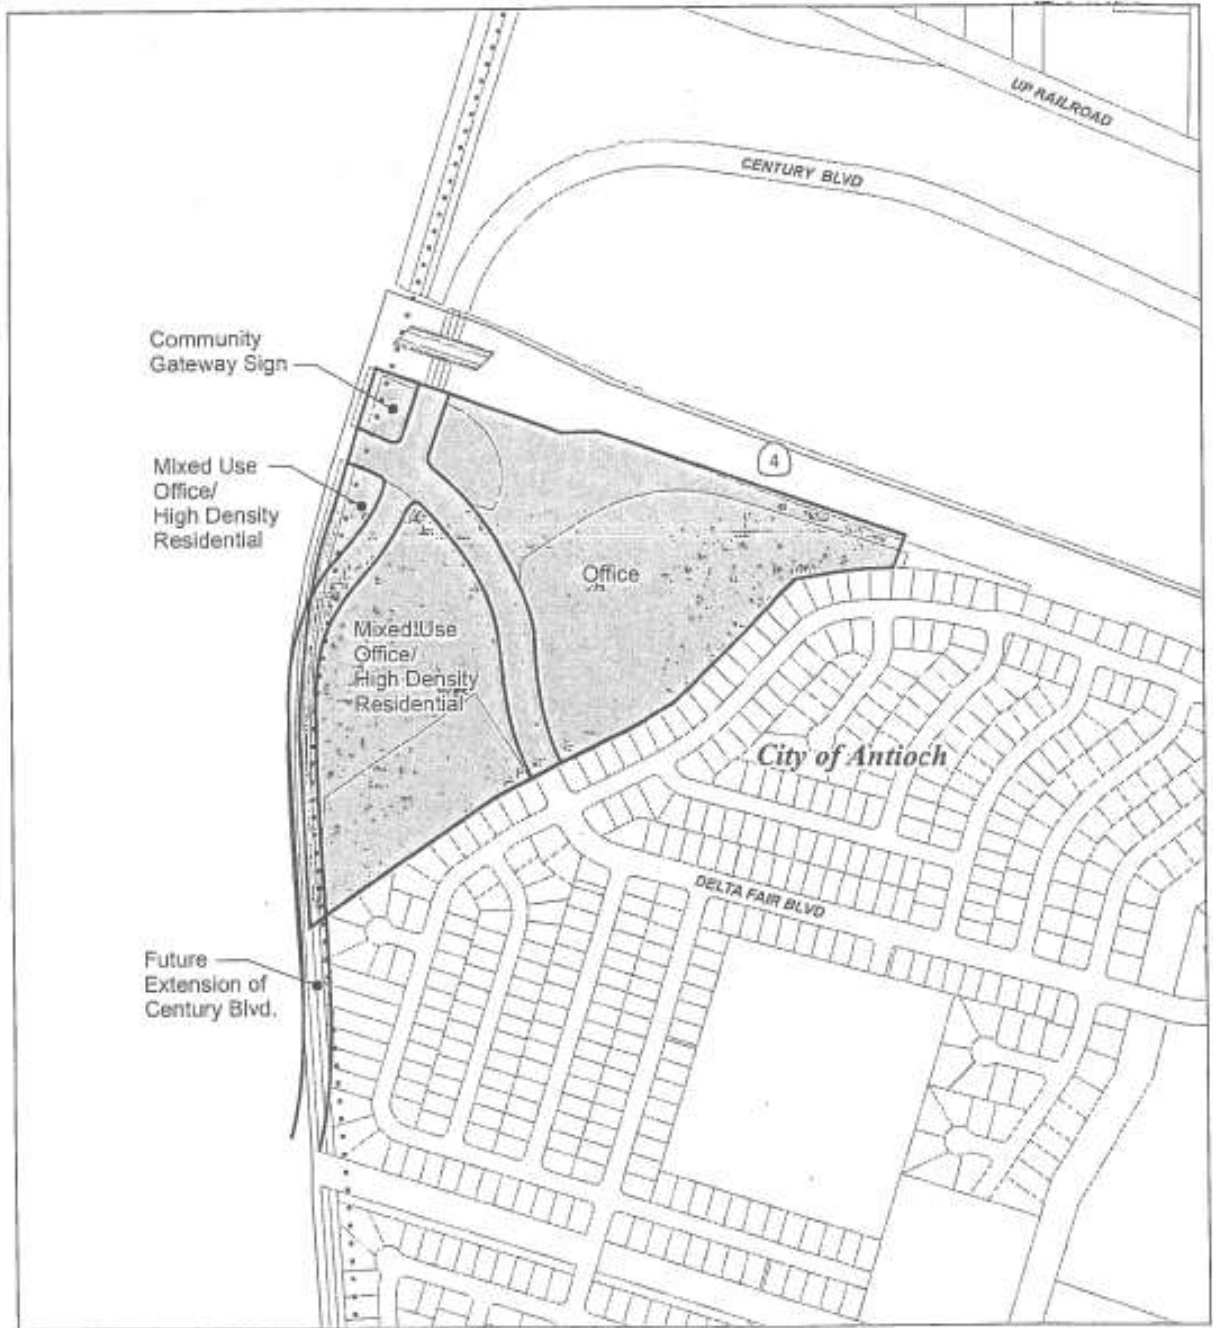 UP RAILROAD
CENTURY BLVD
Community
Gateway Sign
4
Mixed Use
Office/
High Density
Residential
Office
Mixed Use
Office/
High Density
Residential
City of Antioch
DELTA FAIR BLVD
Future
Extension of
Century Blvd.